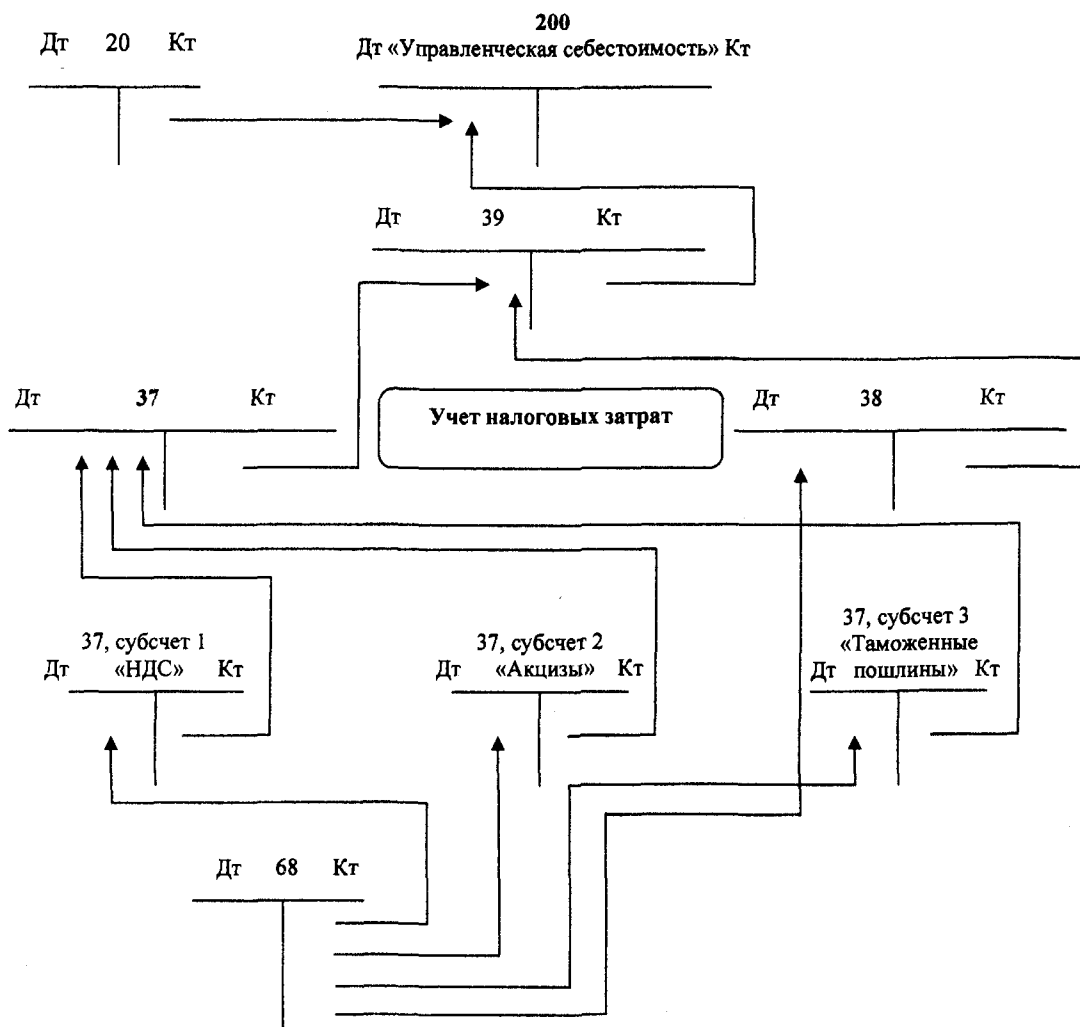 200
Дт 20 Кт
Дт «Управленческая себестоимость» Кт
Дт 39 Кт
Дт 37 Кт
Учет налоговых затрат
Дт 38 Кт
37, субсчет 1
Дт «НДС» Кт
37, субсчет 2
Дт «Акцизы» Кт
37, субсчет 3
«Таможенные
Дт пошлины» Кт
Дт 68 Кт